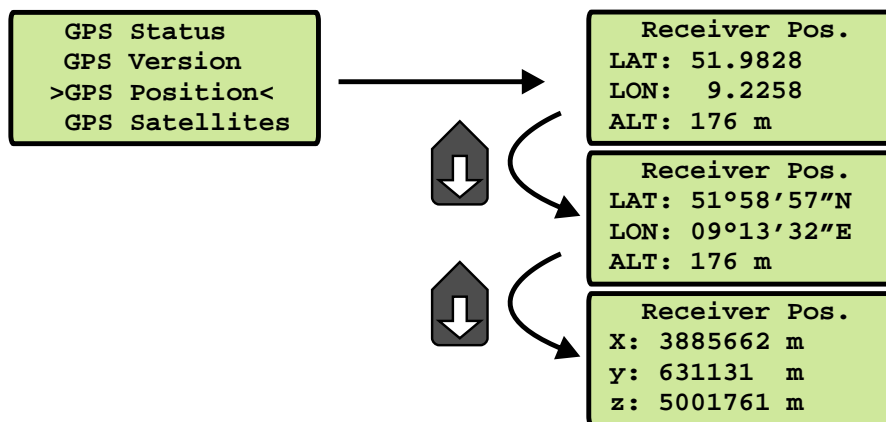 GPS Status
GPS Version
>GPS Position<
GPS Satellites
Receiver Pos.
LAT: 51.9828
LON: 9.2258
ALT: 176 m
Receiver Pos.
LAT: 51°58′57″N
LON: 09°13′32″E
ALT: 176 m
Receiver Pos.
X: 3885662 m
y: 631131 m
z: 5001761 m